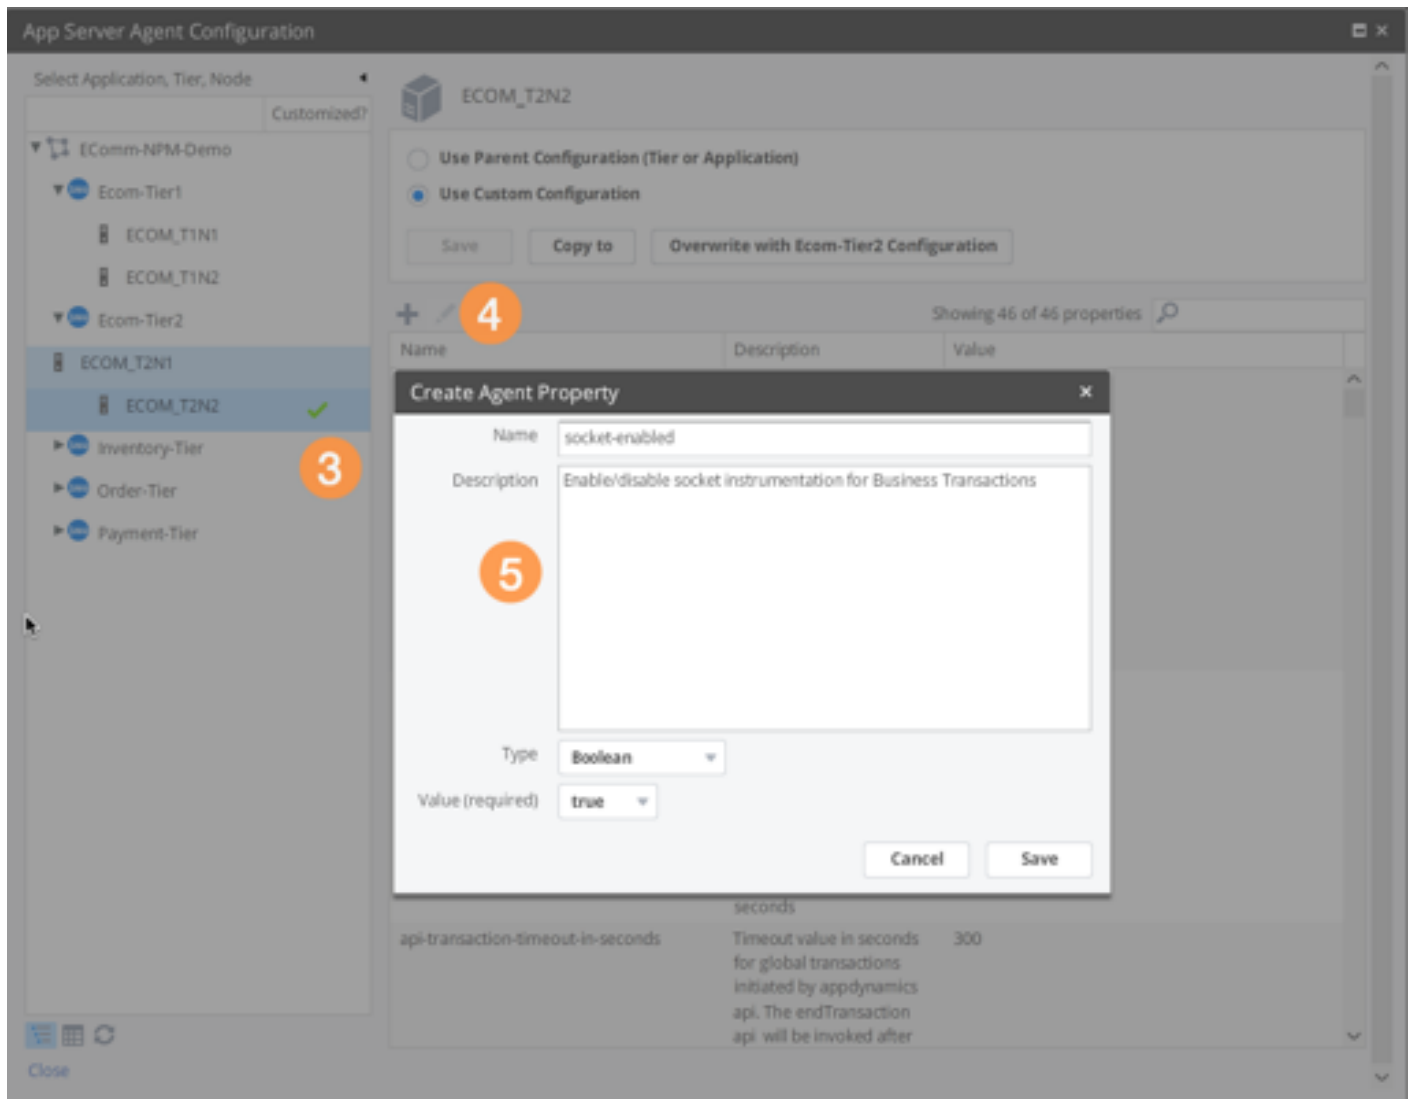 App Server Agent Configuration
Select Application, Tier, Node
Customized?
EComm-NPM-Demo
Ecom-Tier1
ECOM_T1N1
ECOM_T1N2
Ecom-Tier2
ECOM_T2N1
ECOM_T2N2
Inventory-Tier
3
Order-Tier
Payment-Tier
Close
ECOM_T2N2
Use Parent Configuration (Tier or Application)
Use Custom Configuration
Save Copy to Overwrite with Ecom-Tier2 Configuration
4 Showing 46 of 46 properties
Name Description Value
Create Agent Property
Name socket-enabled
Description Enable/disable socket instrumentation for Business Transactions
5
Type Boolean
Value (required) true
Cancel Save
seconds
api-transaction-timeout-in-seconds Timeout value in seconds 300
for global transactions
initiated by appdynamics
api. The endTransaction
api will be invoked after